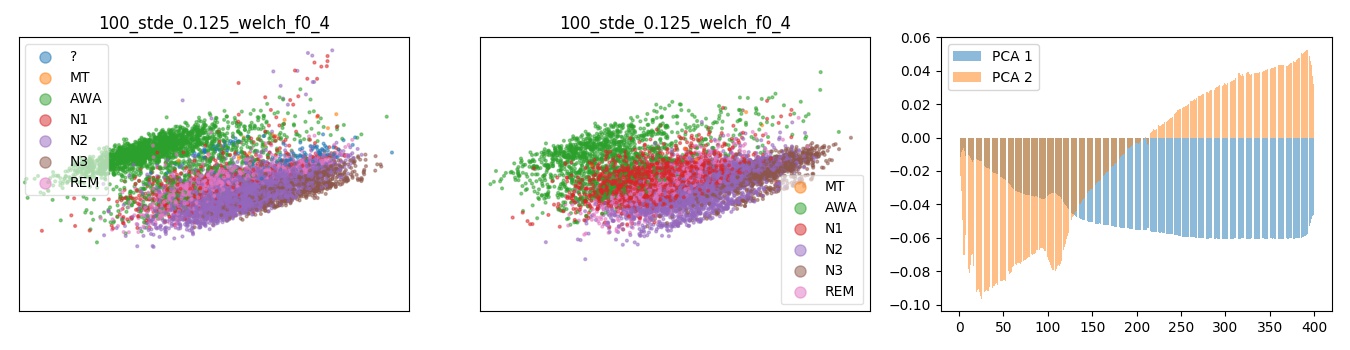 100_stde_0.125_welch_f0_4
?
MT
AWA
N1
N2
N3
REM
100_stde_0.125_welch_f0_4
MT
AWA
N1
N2
N3
REM
PCA 1
PCA 2
0.06
0.04
0.02
0.00
−0.02
−0.04
−0.06
−0.08
−0.10
0 50 100 150 200 250 300 350 400